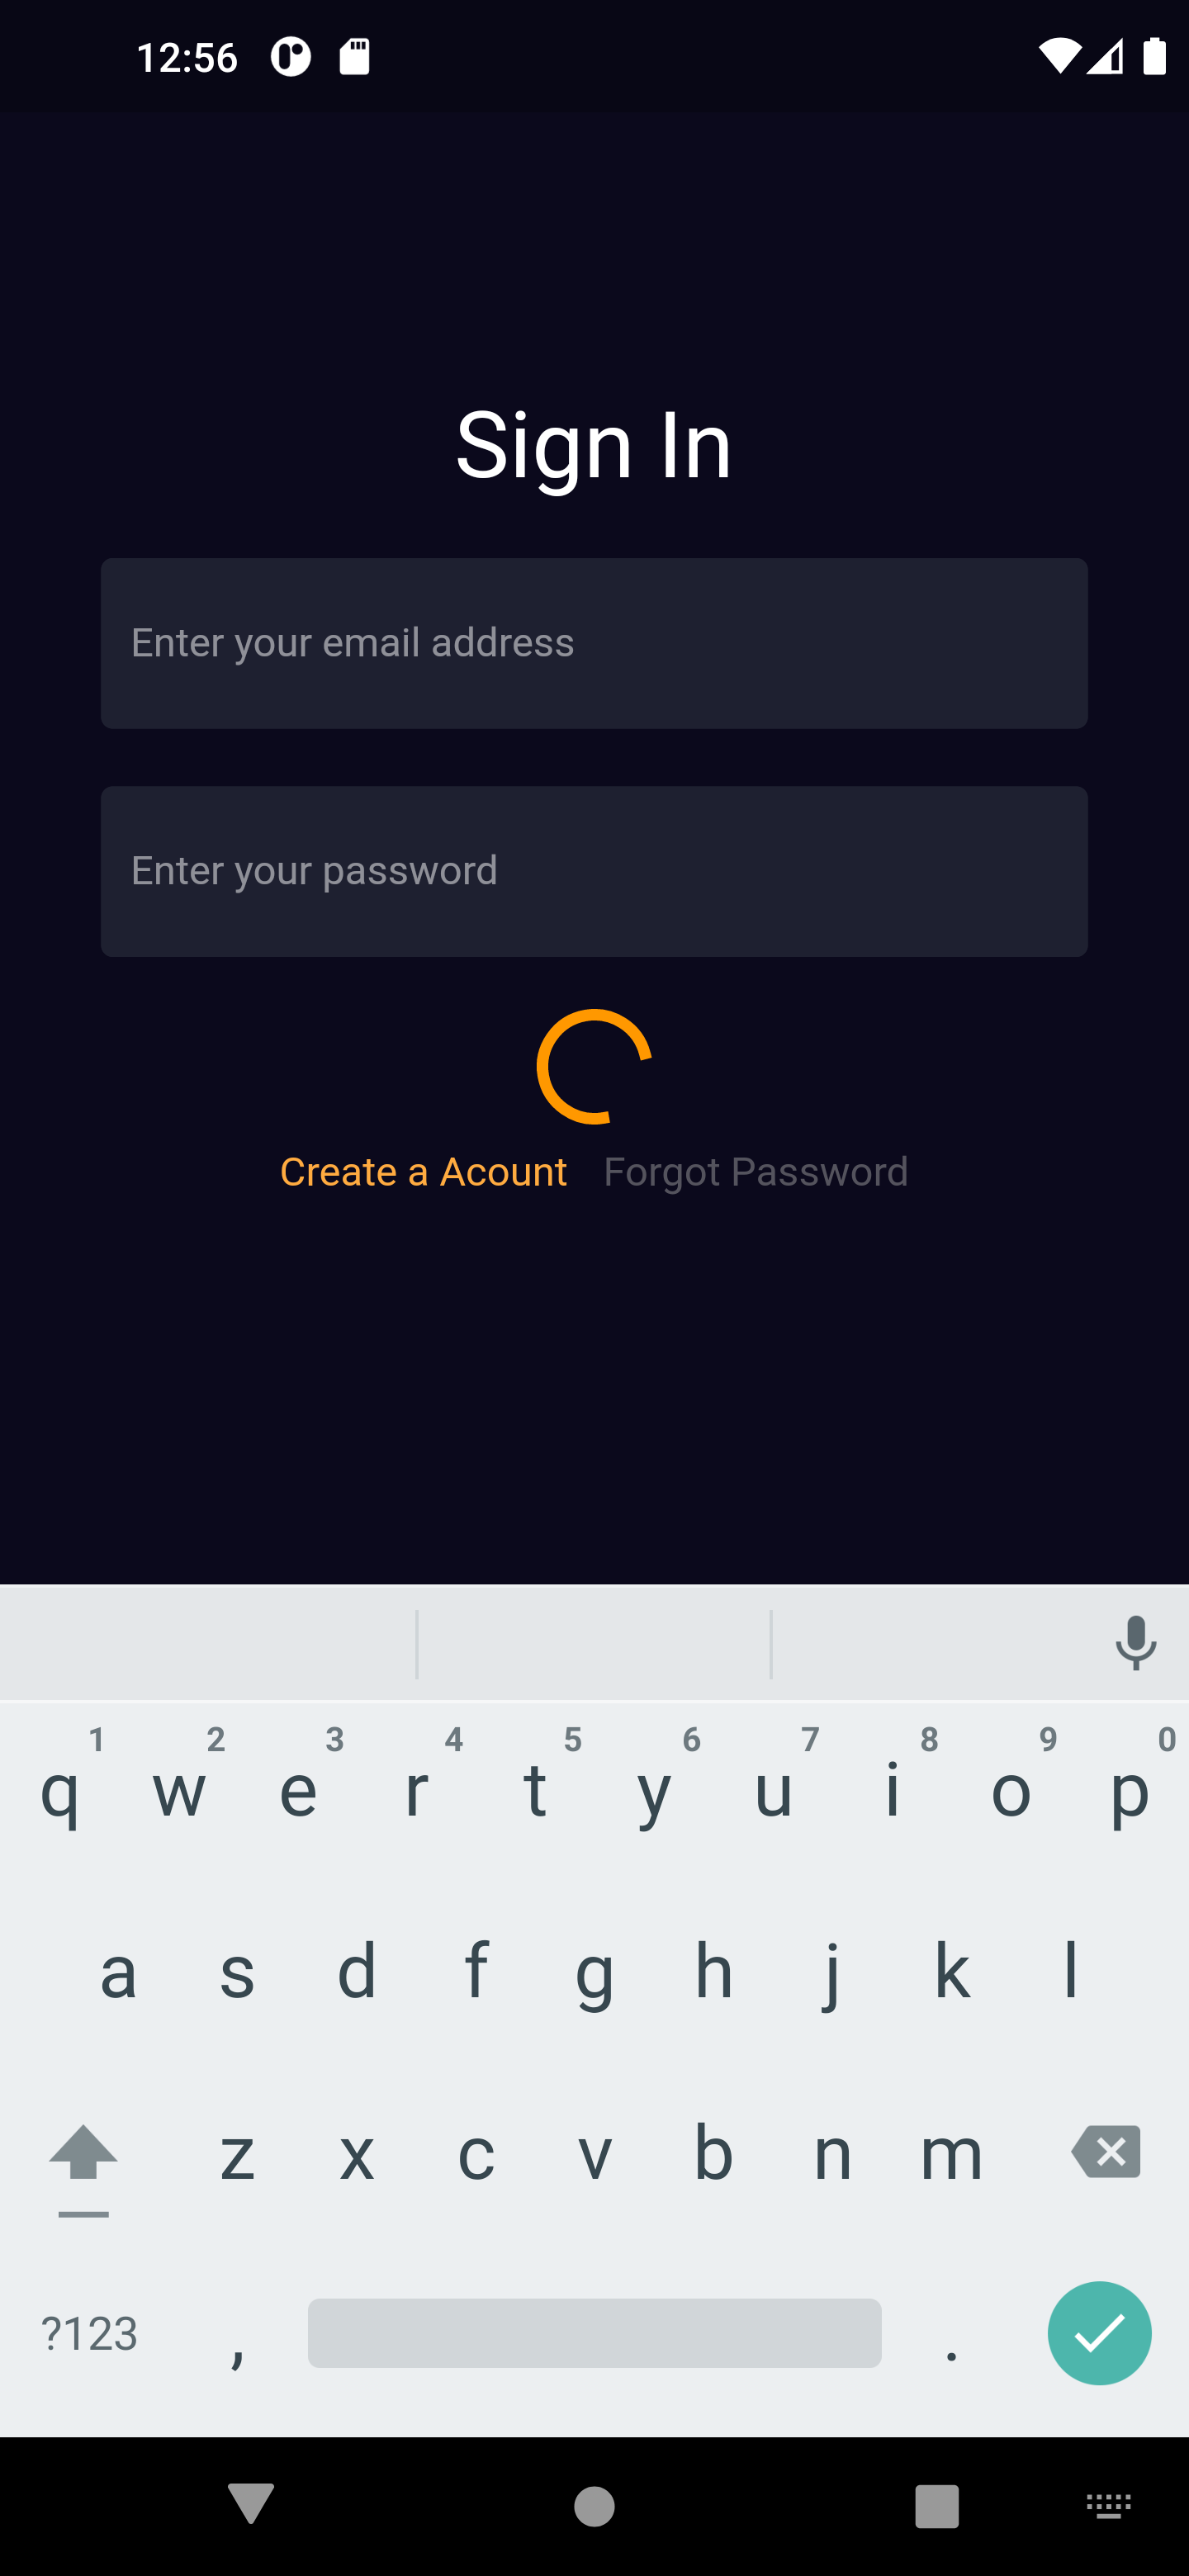 12:56
Sign In
Enter your email address
Enter your password
Create a Acount Forgot Password
1 2 3 4 5 6 7 8 9 0
q w e r t y u i o p
a s d f g h j k l
z x c v b n m
?123 , .